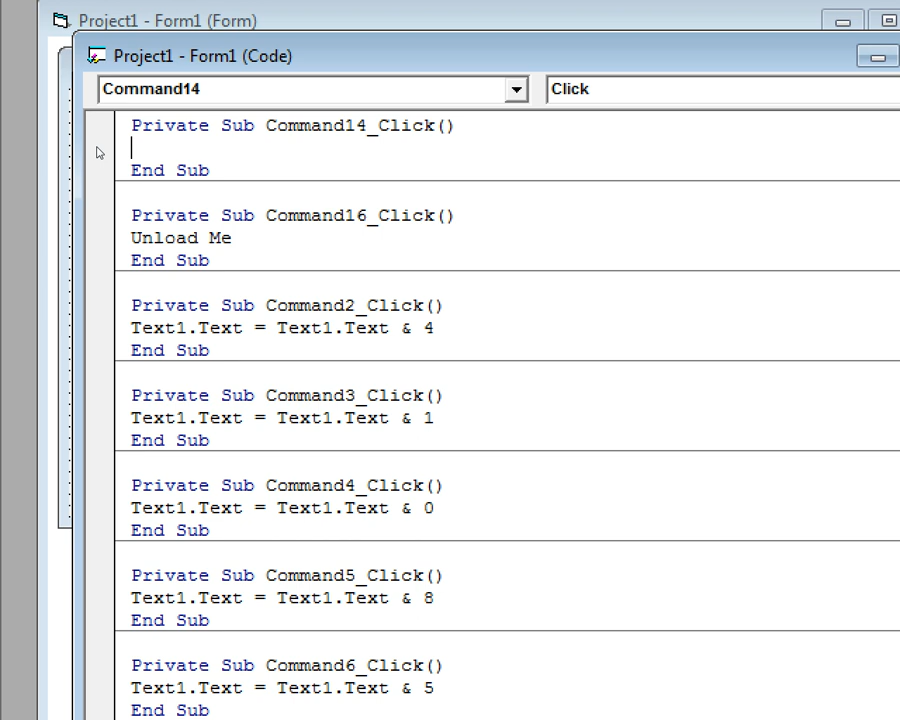 Project1 - Form1 (Form)
Project1 - Form1 (Code)
Command14 Click
Private Sub Command14_Click()
End Sub
Private Sub Command16_Click()
Unload Me
End Sub
Private Sub Command2_Click()
Text1.Text = Text1.Text & 4
End Sub
Private Sub Command3_Click()
Text1.Text = Text1.Text & 1
End Sub
Private Sub Command4_Click()
Text1.Text = Text1.Text & 0
End Sub
Private Sub Command5_Click()
Text1.Text = Text1.Text & 8
End Sub
Private Sub Command6_Click()
Text1.Text = Text1.Text & 5
End Sub